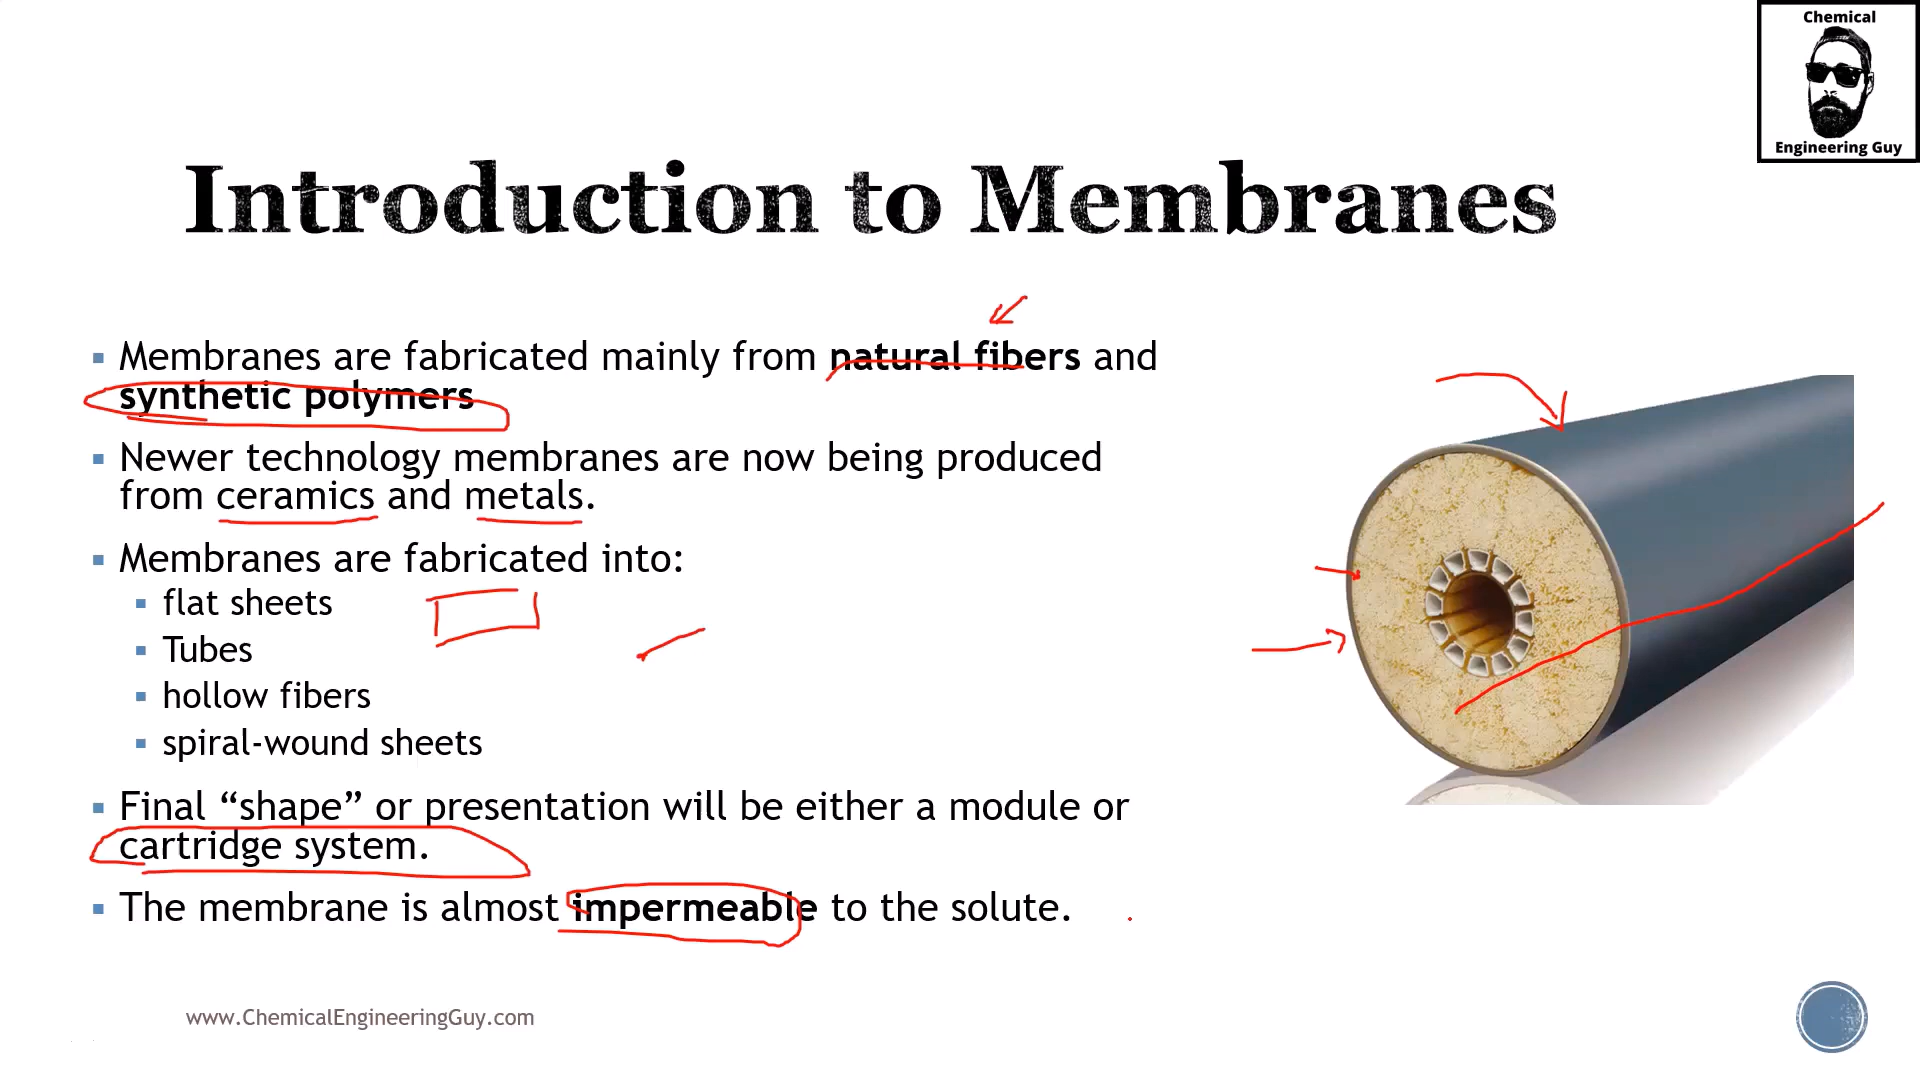 Chemical
Engineering Guy
Introduction to Membranes
Membranes are fabricated mainly from natural fibers and
synthetic polymers
Newer technology membranes are now being produced
from ceramics and metals.
Membranes are fabricated into:
flat sheets
Tubes
hollow fibers
spiral-wound sheets
Final “shape” or presentation will be either a module or
cartridge system.
The membrane is almost impermeable to the solute.
www.ChemicalEngineeringGuy.com